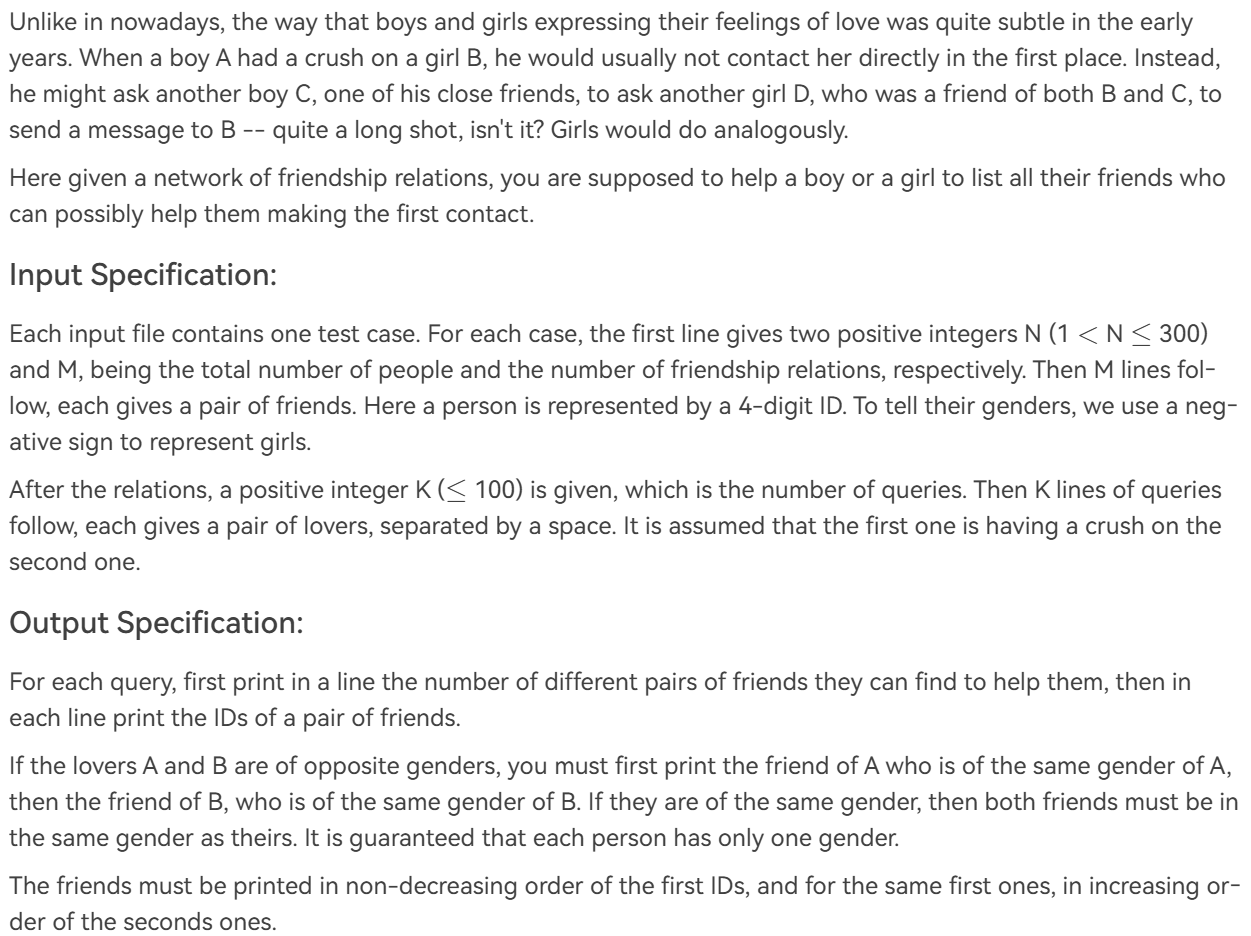 Unlike in nowadays, the way that boys and girls expressing their feelings of love was quite subtle in the early
years. When a boy A had a crush on a girl B, he would usually not contact her directly in the first place. Instead,
he might ask another boy C, one of his close friends, to ask another girl D, who was a friend of both B and C, to
send a message to B -- quite a long shot, isn't it? Girls would do analogously.
Here given a network of friendship relations, you are supposed to help a boy or a girl to list all their friends who
can possibly help them making the first contact.
Input Specification:
Each input file contains one test case. For each case, the first line gives two positive integers N (1 < N ≤ 300)
and M, being the total number of people and the number of friendship relations, respectively. Then M lines fol-
low, each gives a pair of friends. Here a person is represented by a 4-digit ID. To tell their genders, we use a neg-
ative sign to represent girls.
After the relations, a positive integer K (≤ 100) is given, which is the number of queries. Then K lines of queries
follow, each gives a pair of lovers, separated by a space. It is assumed that the first one is having a crush on the
second one.
Output Specification:
For each query, first print in a line the number of different pairs of friends they can find to help them, then in
each line print the IDs of a pair of friends.
If the lovers A and B are of opposite genders, you must first print the friend of A who is of the same gender of A,
then the friend of B, who is of the same gender of B. If they are of the same gender, then both friends must be in
the same gender as theirs. It is guaranteed that each person has only one gender.
The friends must be printed in non-decreasing order of the first IDs, and for the same first ones, in increasing or-
der of the seconds ones.